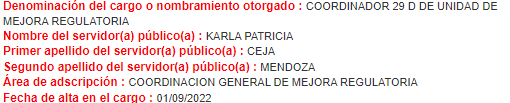 Denominación del cargo o nombramiento otorgado : COORDINADOR 29 D DE UNIDAD DE
MEJORA REGULATORIA
Nombre del servidor(a) público(a) : KARLA PATRICIA
Primer apellido del servidor(a) público(a) : CEJA
Segundo apellido del servidor(a) público(a) : MENDOZA
Área de adscripción : COORDINACION GENERAL DE MEJORA REGULATORIA
Fecha de alta en el cargo : 01/09/2022